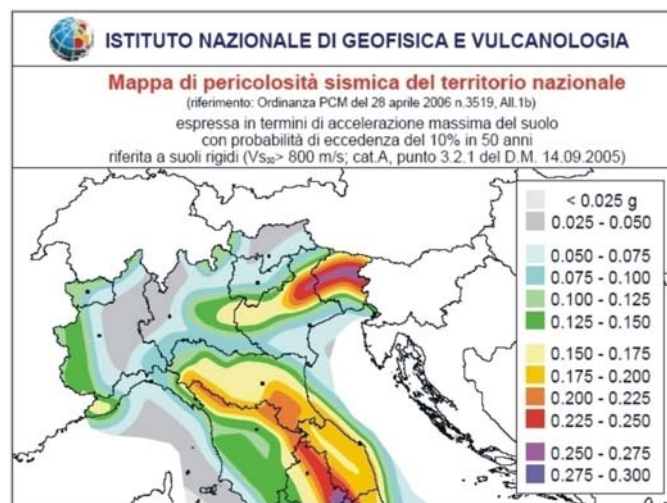 ISTITUTO NAZIONALE DI GEOFISICA E VULCANOLOGIA
Mappa di pericolosità sismica del territorio nazionale
(riferimento: Ordinanza PCM del 28 aprile 2006 n.3519, All.1b)
espressa in termini di accelerazione massima del suolo
con probabilità di eccedenza del 10% in 50 anni
riferita a suoli rigidi (Vs₃₀> 800 m/s; cat.A, punto 3.2.1 del D.M. 14.09.2005)
< 0.025 g
0.025 - 0.050
0.050 - 0.075
0.075 - 0.100
0.100 - 0.125
0.125 - 0.150
0.150 - 0.175
0.175 - 0.200
0.200 - 0.225
0.225 - 0.250
0.250 - 0.275
0.275 - 0.300